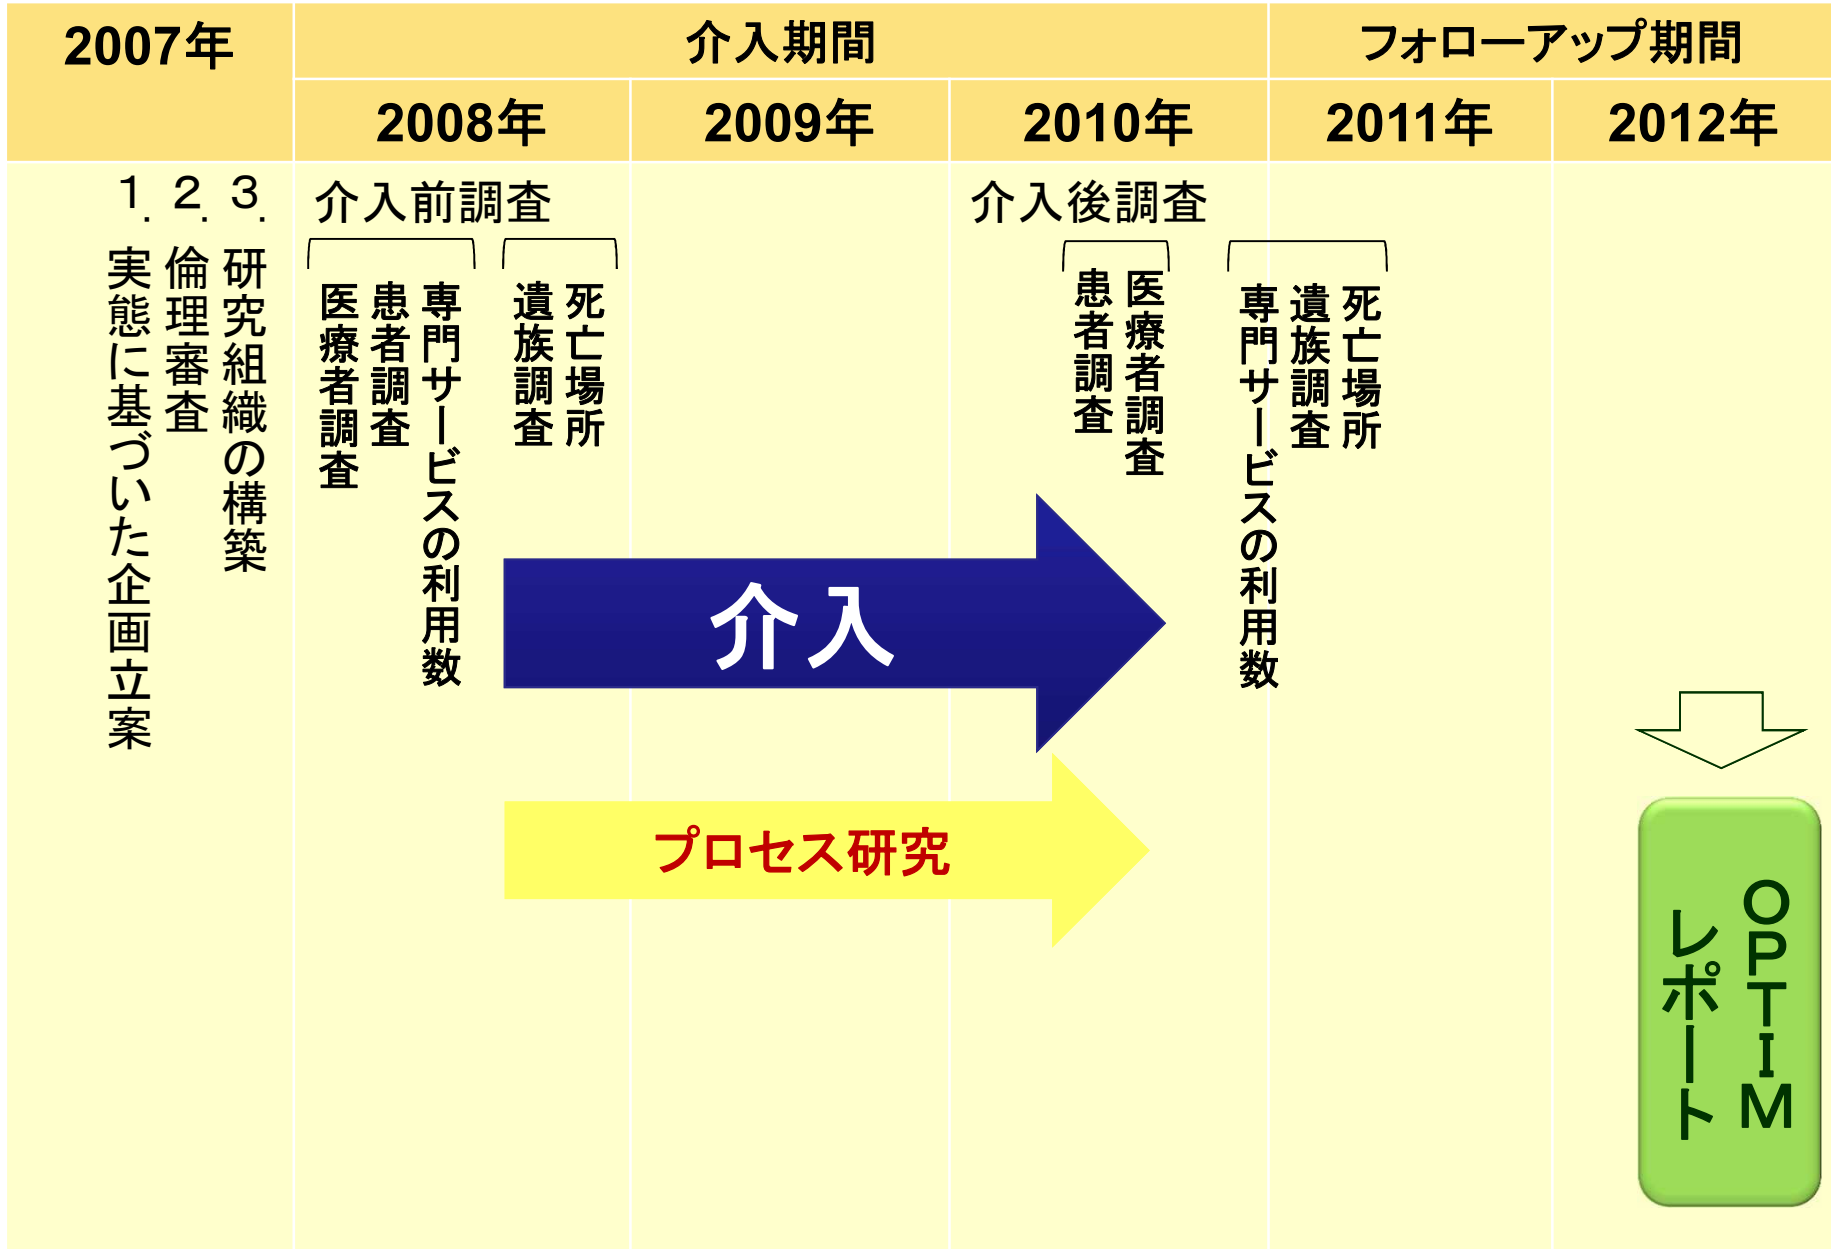 2007年
介入期間
フォローアップ期間
2008年
2009年
2010年
2011年
2012年
１．実態に基づいた企画立案
２．倫理審査
３．研究組織の構築
介入前調査
医療者調査
患者調査
専門サービスの利用数
遺族調査
死亡場所
介入後調査
患者調査
医療者調査
専門サービスの利用数
遺族調査
死亡場所
介入
プロセス研究
ＯＰＴＩＭ
レポート